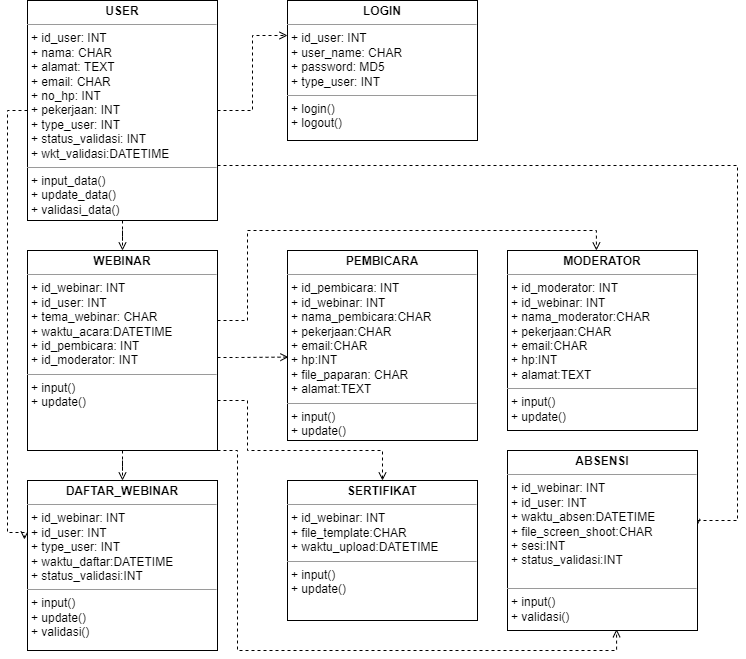 USER
+ id_user: INT
+ nama: CHAR
+ alamat: TEXT
+ email: CHAR
+ no_hp: INT
+ pekerjaan: INT
+ type_user: INT
+ status_validasi: INT
+ wkt_validasi:DATETIME
+ input_data()
+ update_data()
+ validasi_data()
LOGIN
+ id_user: INT
+ user_name: CHAR
+ password: MD5
+ type_user: INT
+ login()
+ logout()
WEBINAR
+ id_webinar: INT
+ id_user: INT
+ tema_webinar: CHAR
+ waktu_acara:DATETIME
+ id_pembicara: INT
+ id_moderator: INT
+ input()
+ update()
PEMBICARA
+ id_pembicara: INT
+ id_webinar: INT
+ nama_pembicara:CHAR
+ pekerjaan:CHAR
+ email:CHAR
+ hp:INT
+ file_paparan: CHAR
+ alamat:TEXT
+ input()
+ update()
MODERATOR
+ id_moderator: INT
+ id_webinar: INT
+ nama_moderator:CHAR
+ pekerjaan:CHAR
+ email:CHAR
+ hp:INT
+ alamat:TEXT
+ input()
+ update()
DAFTAR_WEBINAR
+ id_webinar: INT
+ id_user: INT
+ type_user: INT
+ waktu_daftar:DATETIME
+ status_validasi:INT
+ input()
+ update()
+ validasi()
SERTIFIKAT
+ id_webinar: INT
+ file_template:CHAR
+ waktu_upload:DATETIME
+ input()
+ update()
ABSENSI
+ id_webinar: INT
+ id_user: INT
+ waktu_absen:DATETIME
+ file_screen_shoot:CHAR
+ sesi:INT
+ status_validasi:INT
+ input()
+ validasi()